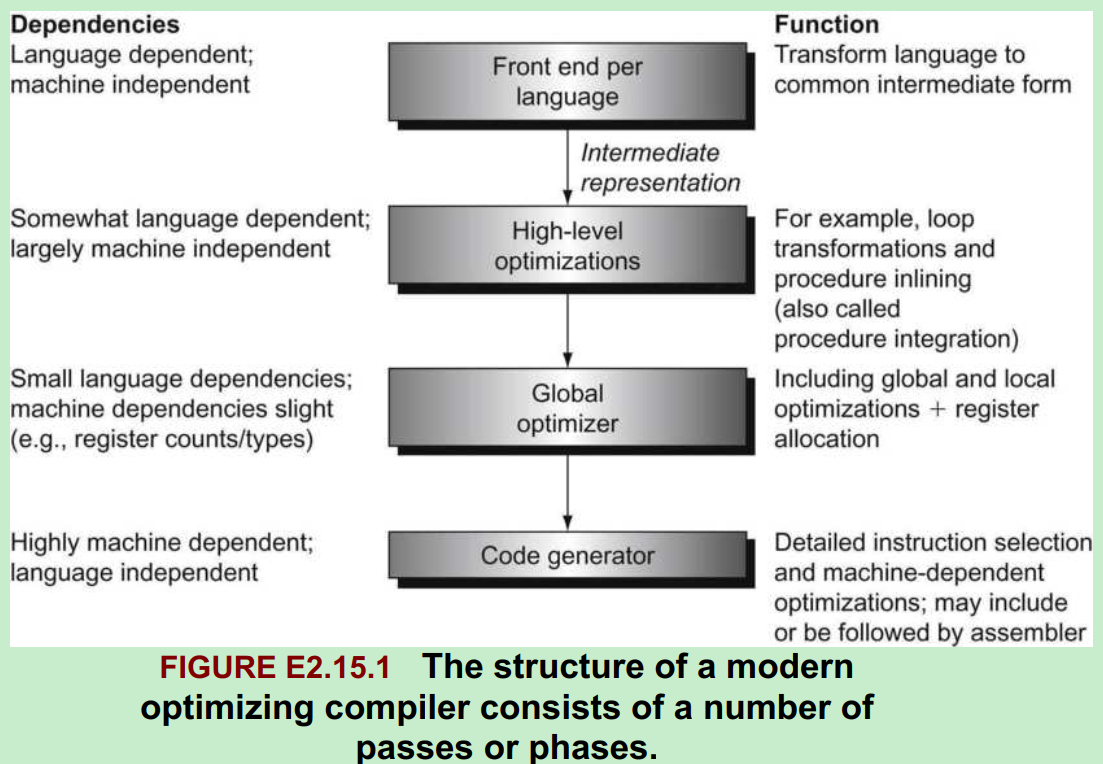 Dependencies
Language dependent;
machine independent
Front end per
language
Function
Transform language to
common intermediate form
Intermediate
representation
Somewhat language dependent;
largely machine independent
High-level
optimizations
For example, loop
transformations and
procedure inlining
(also called
procedure integration)
Small language dependencies;
machine dependencies slight
(e.g., register counts/types)
Global
optimizer
Including global and local
optimizations + register
allocation
Highly machine dependent;
language independent
Code generator
Detailed instruction selection
and machine-dependent
optimizations; may include
or be followed by assembler
FIGURE E2.15.1 The structure of a modern
optimizing compiler consists of a number of
passes or phases.